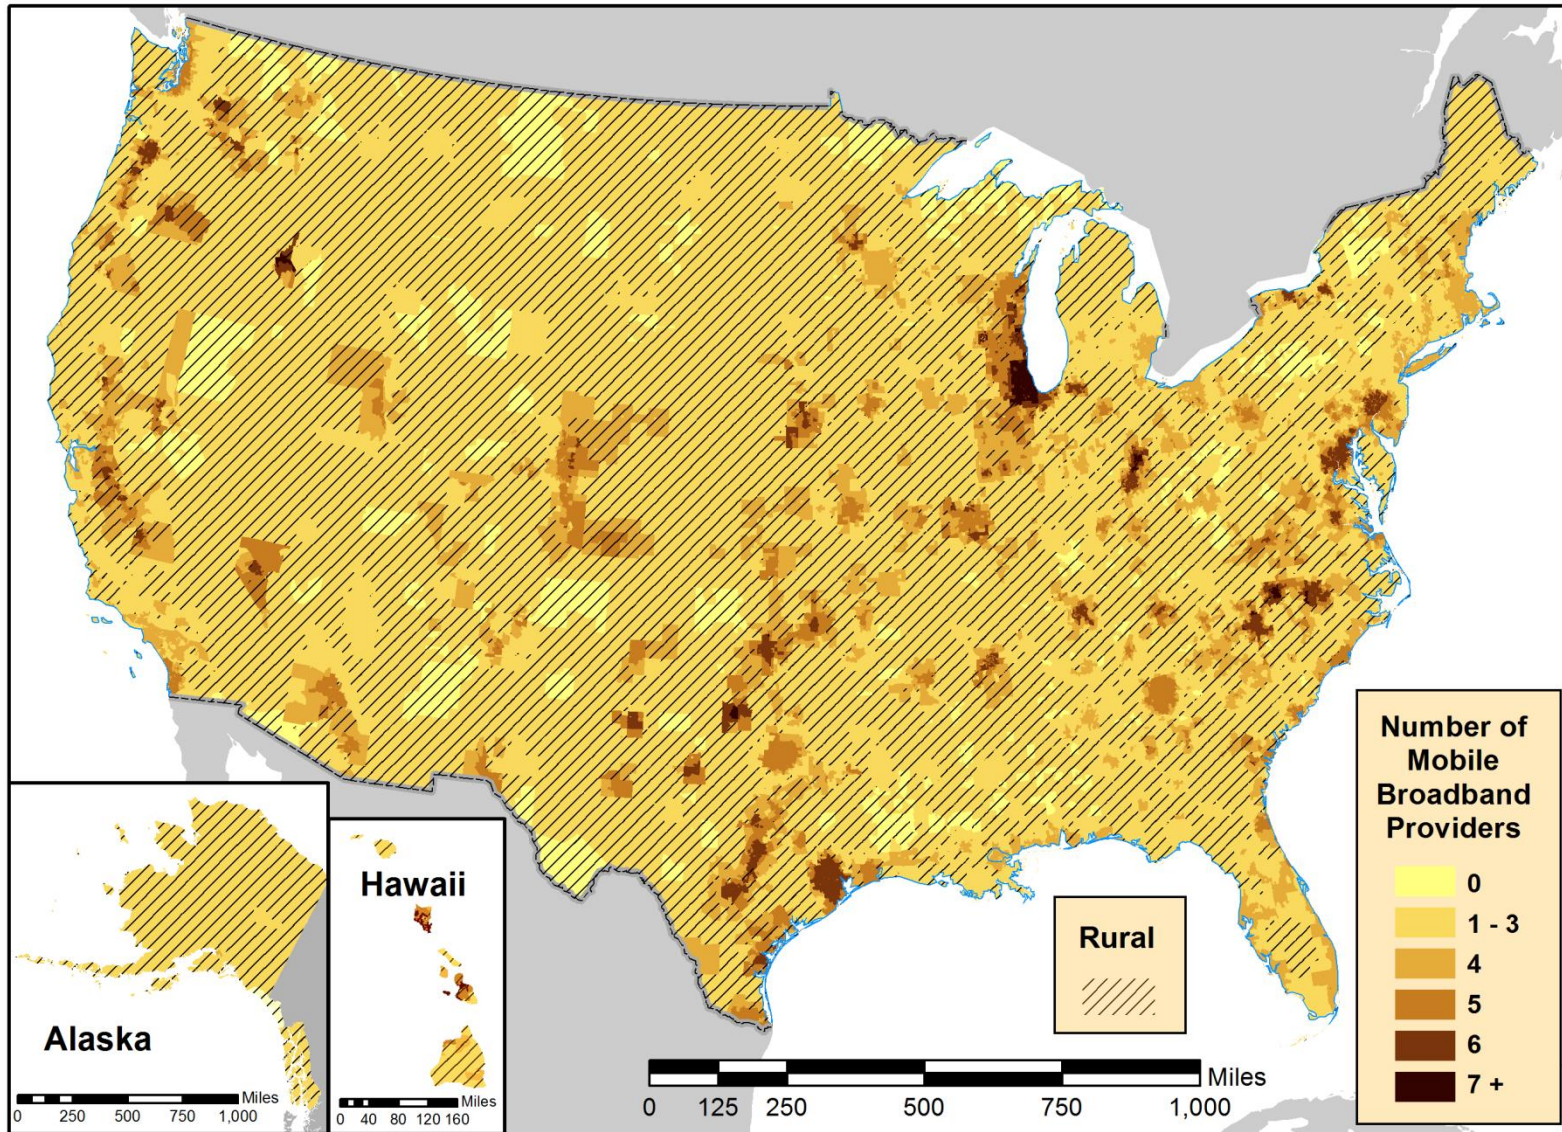 Number of
Mobile
Broadband
Providers
0
1 - 3
4
5
6
7 +
Rural
Hawaii
Alaska
Miles
0 250 500 750 1,000
Miles
0 40 80 120 160
Miles
0 125 250 500 750 1,000